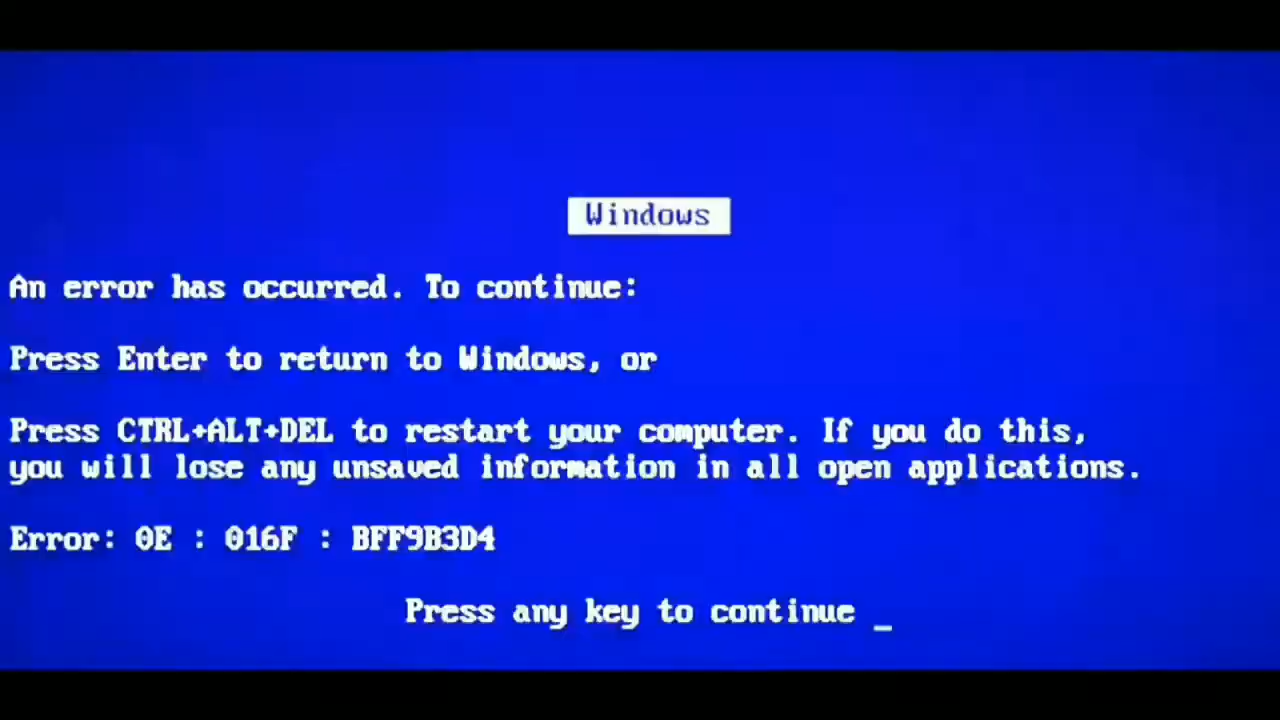 Windows
An error has occurred. To continue:
Press Enter to return to Windows, or
Press CTRL+ALT+DEL to restart your computer. If you do this,
you will lose any unsaved information in all open applications.
Error: 0E : 016F : BFF9B3D4
Press any key to continue _